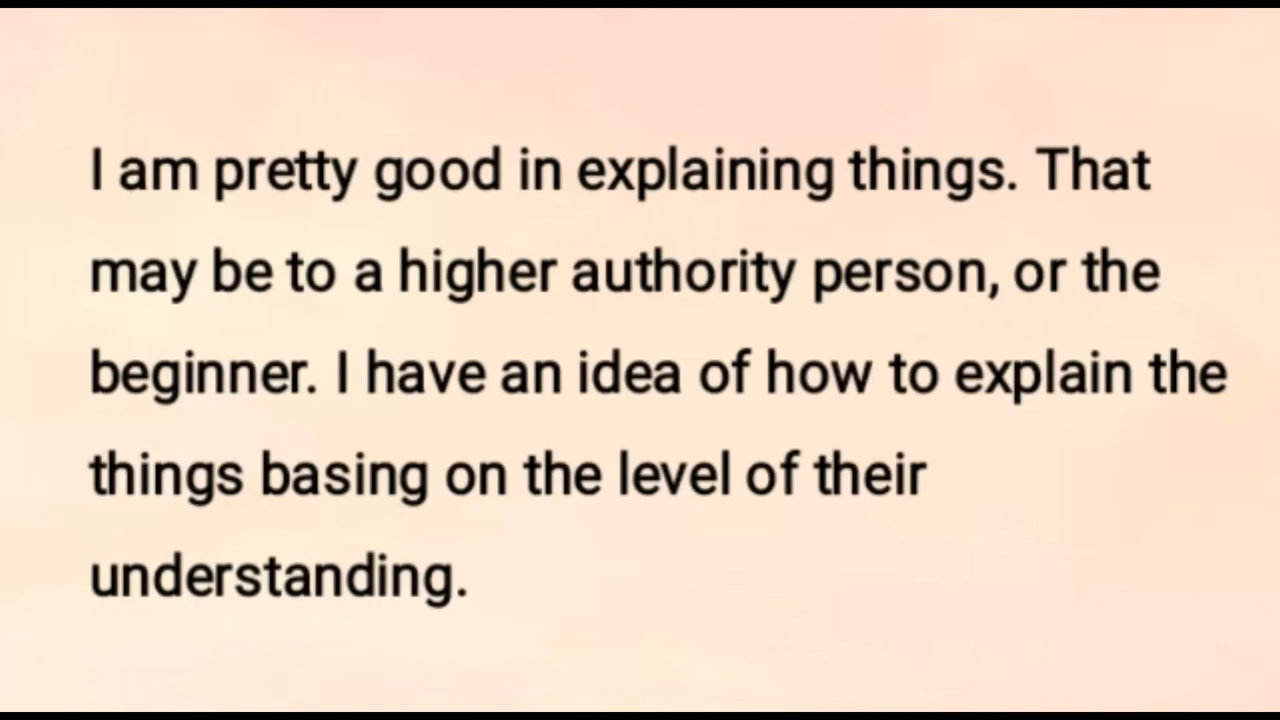 I am pretty good in explaining things. That
may be to a higher authority person, or the
beginner. I have an idea of how to explain the
things basing on the level of their
understanding.